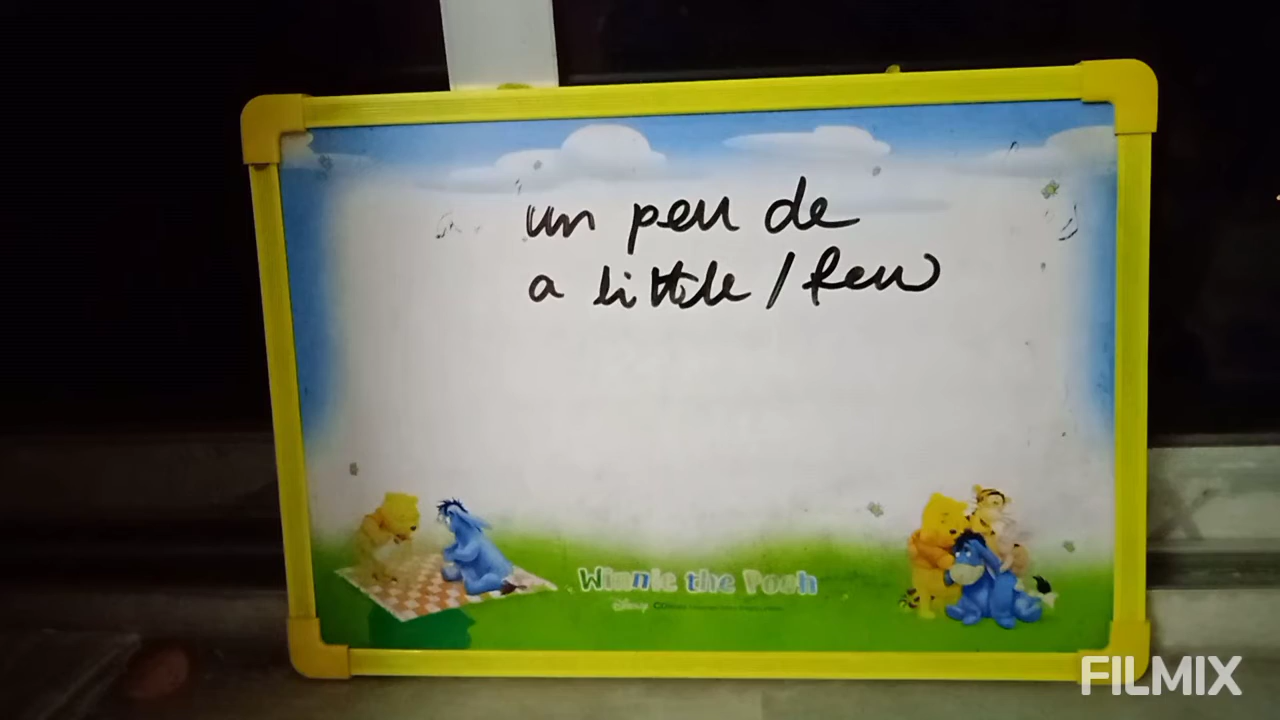 un peu de
a little / few
Winnie the Pooh
Disney
FILMIX